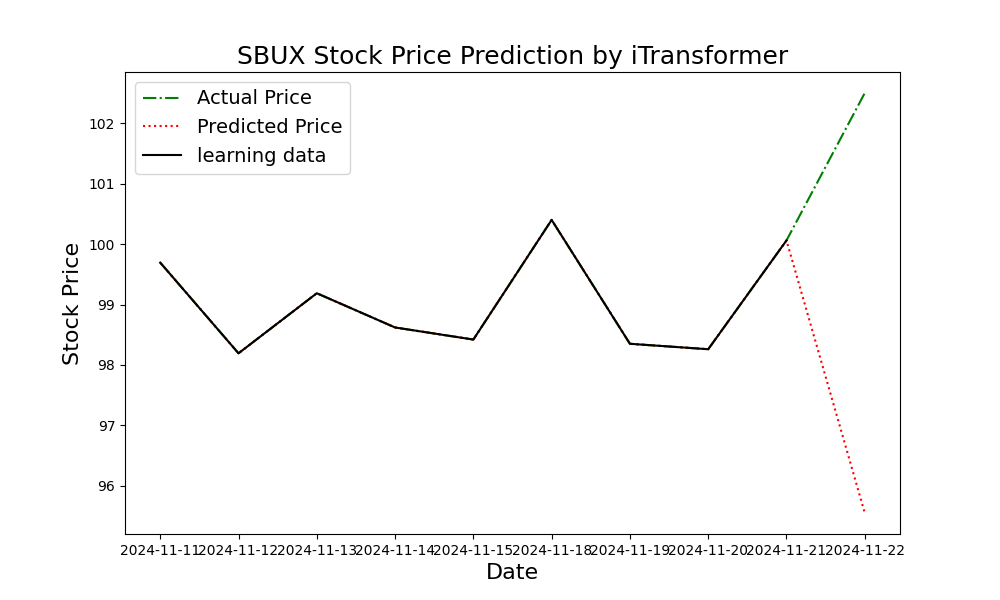 SBUX Stock Price Prediction by iTransformer
Actual Price
Predicted Price
learning data
102
101
100
99
98
97
96
Stock Price
2024-11-11 2024-11-12 2024-11-13 2024-11-14 2024-11-15 2024-11-18 2024-11-19 2024-11-20 2024-11-21 2024-11-22
Date